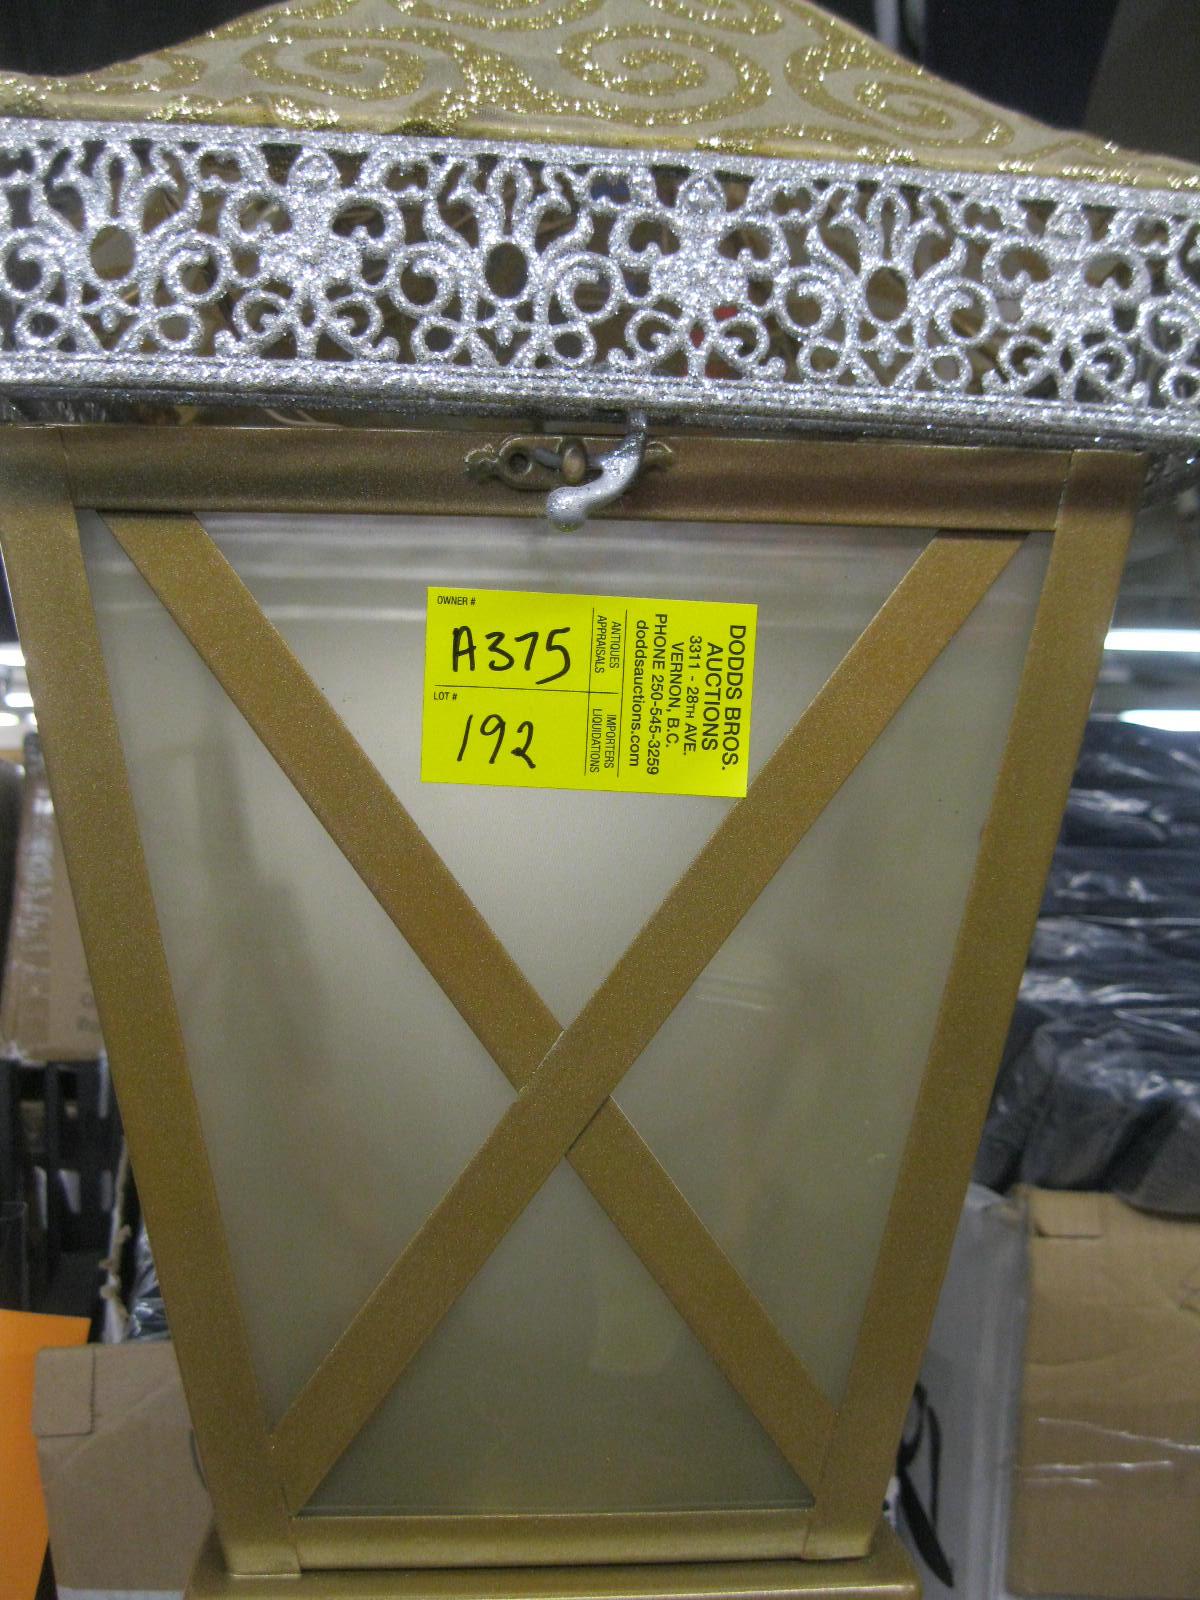 OWNER #
A375
LOT #
192
ANTIQUES
APPRAISALS
IMPORTERS
LIQUIDATIONS
DODDS BROS.
AUCTIONS
3311 - 28TH AVE.
VERNON, B.C.
PHONE 250-545-3259
doddsauctions.com